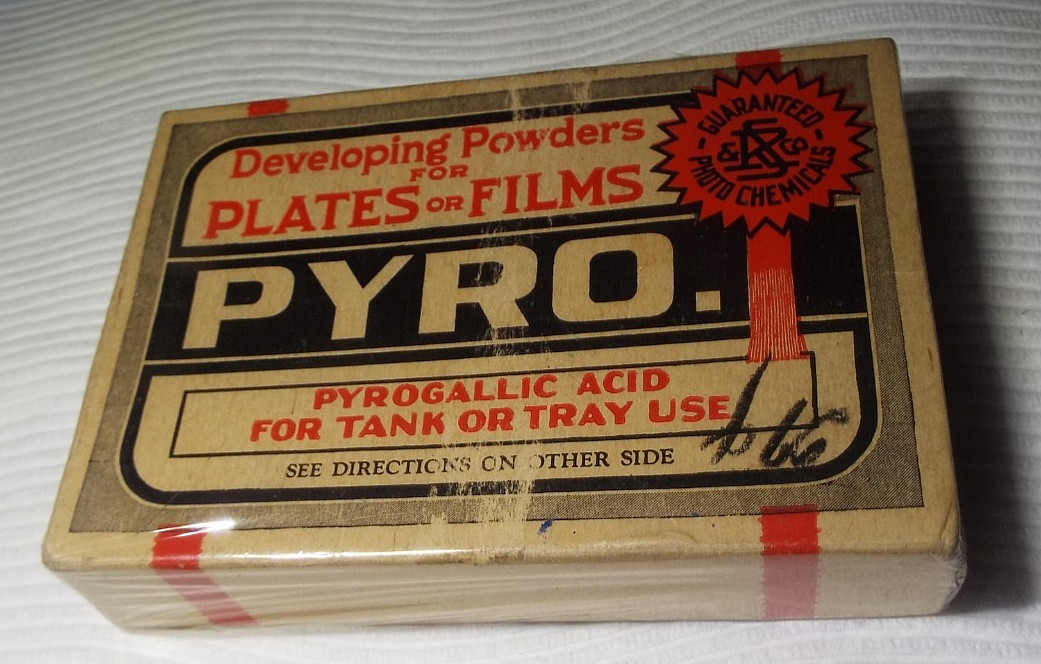 Developing Powders
FOR
PLATES OR FILMS
GUARANTEED
PHOTO CHEMICALS
PYRO.
PYROGALLIC ACID
FOR TANK OR TRAY USE
SEE DIRECTIONS ON OTHER SIDE